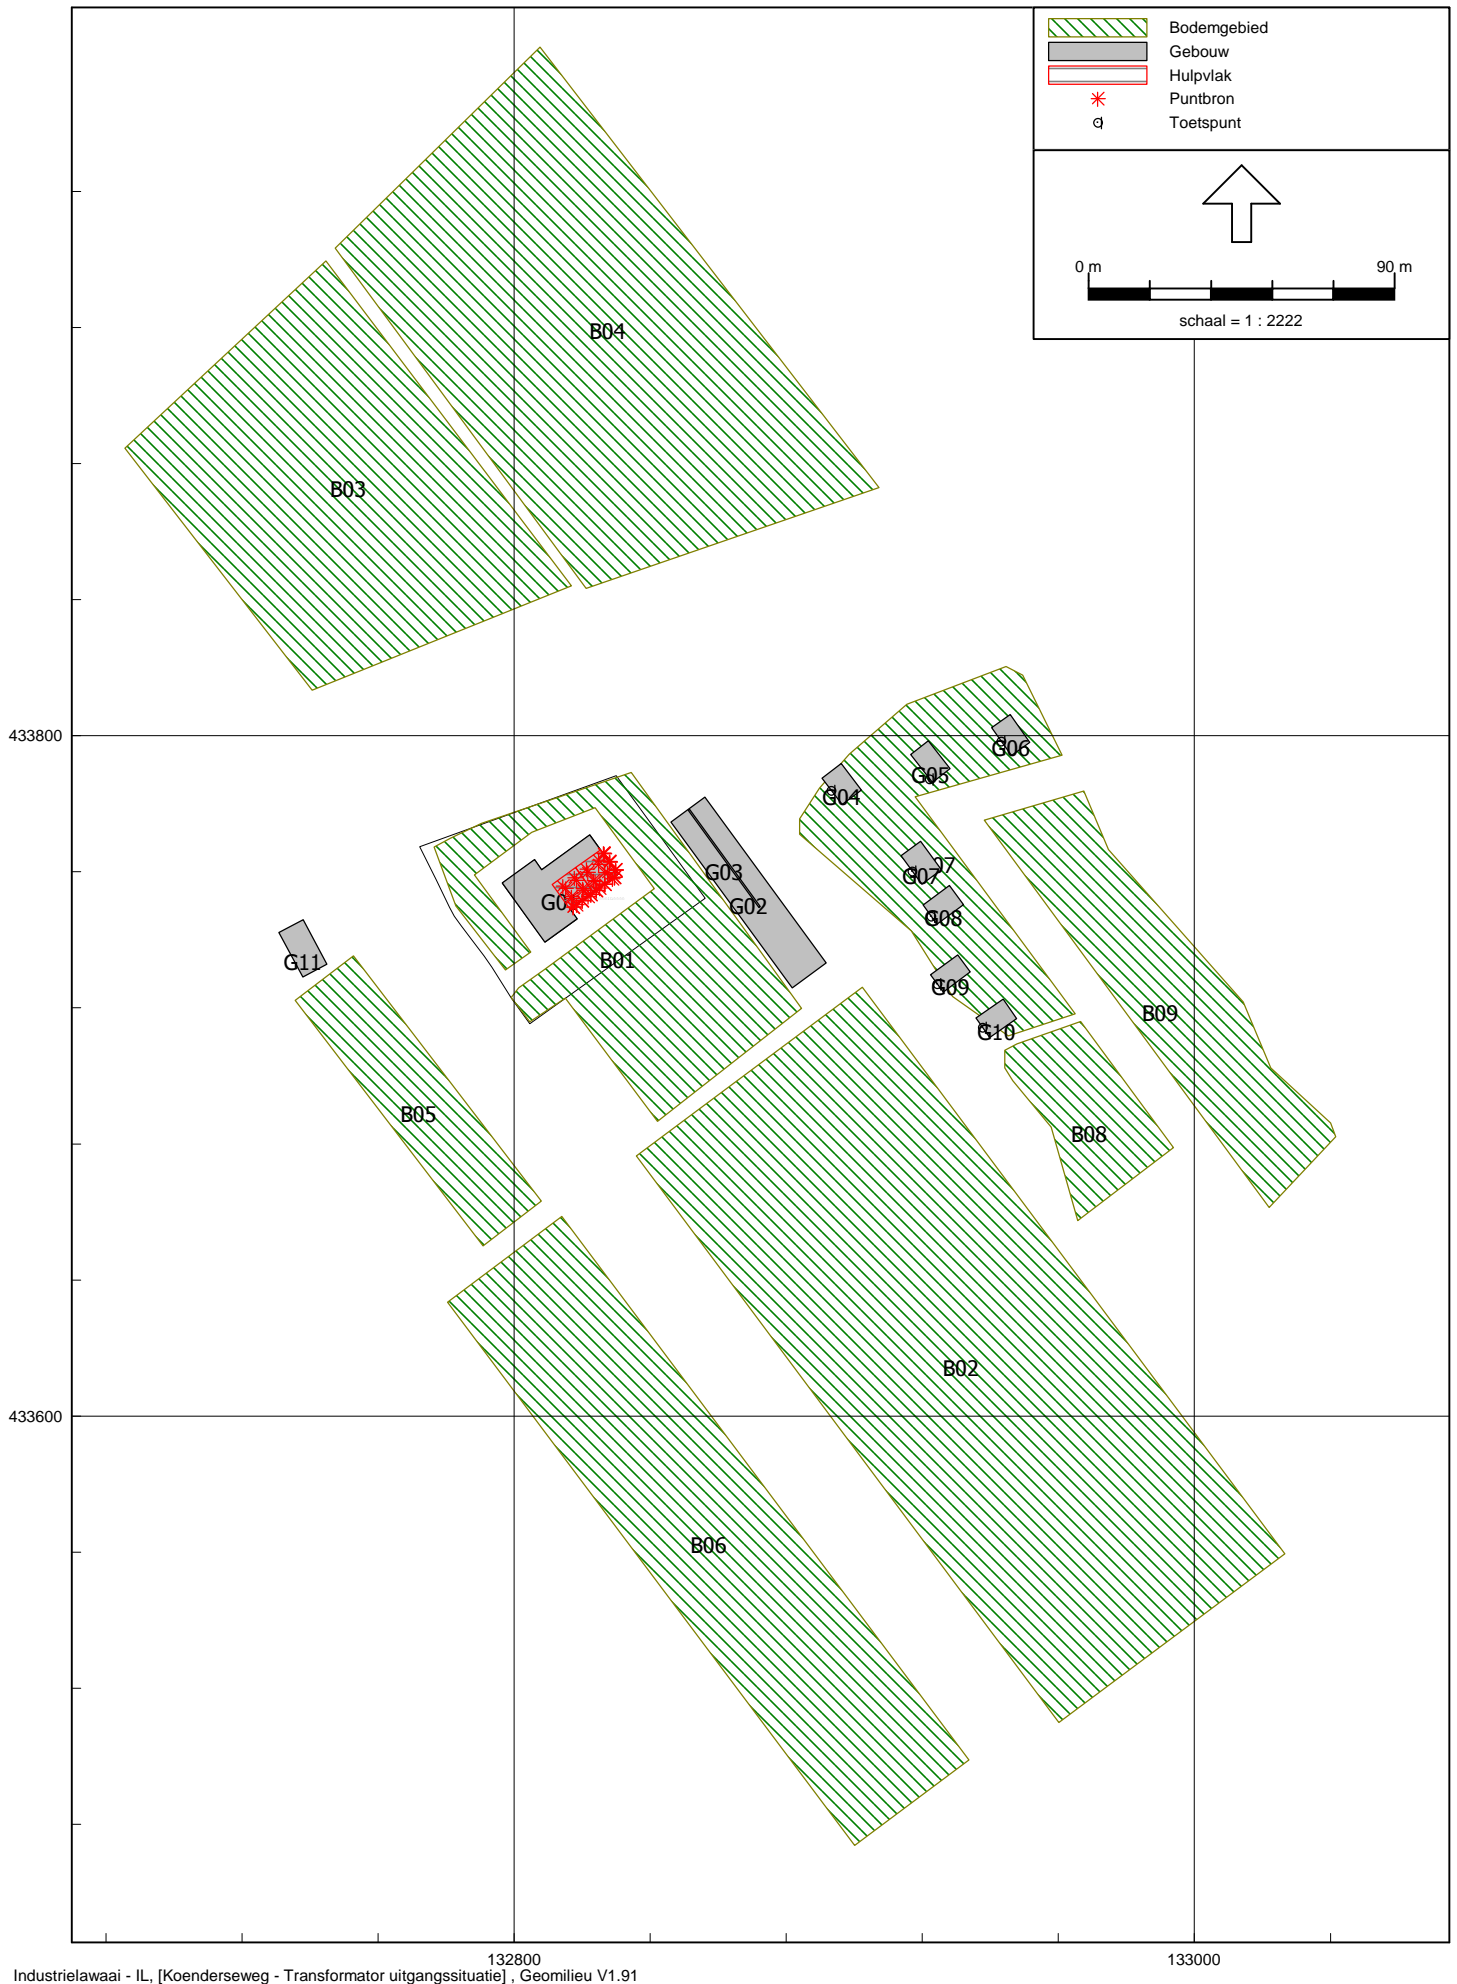 Bodemgebied
Gebouw
Hulpvlak
Puntbron
Toetspunt
0 m 90 m
schaal = 1 : 2222
B04
B03
433800
G06
G05
G04
G03
G07
G02
G08
B01
G11
G09
G10
B09
B05
B08
B02
433600
B06
132800 133000
Industrielawaai - IL, [Koenderseweg - Transformator uitgangssituatie] , Geomilieu V1.91